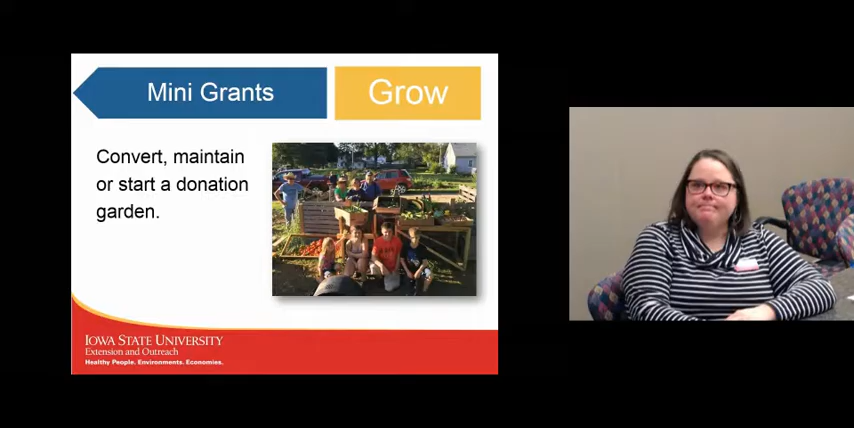 Mini Grants
Grow
Convert, maintain
or start a donation
garden.
IOWA STATE UNIVERSITY
Extension and Outreach
Healthy People. Environments. Economies.